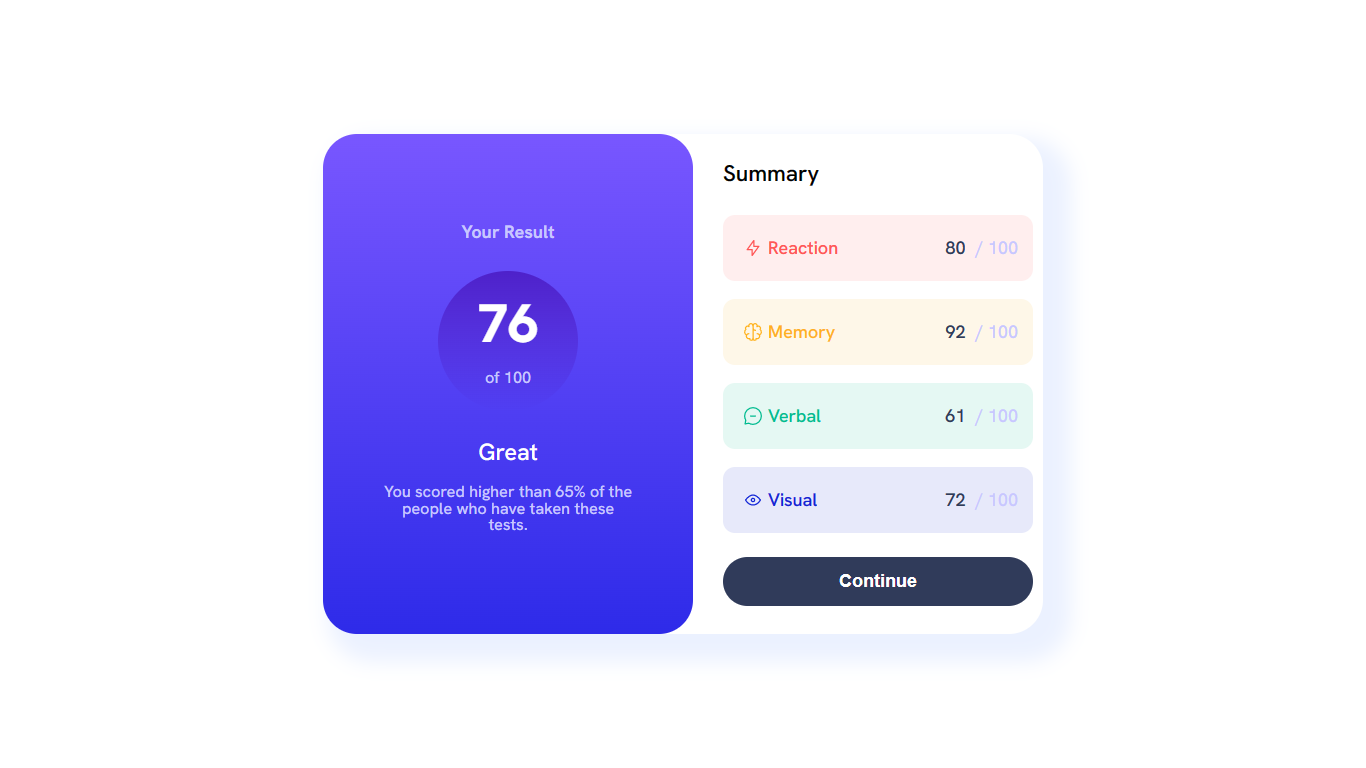 Your Result
76
of 100
Great
You scored higher than 65% of the
people who have taken these
tests.
Summary
Reaction 80 / 100
Memory 92 / 100
Verbal 61 / 100
Visual 72 / 100
Continue